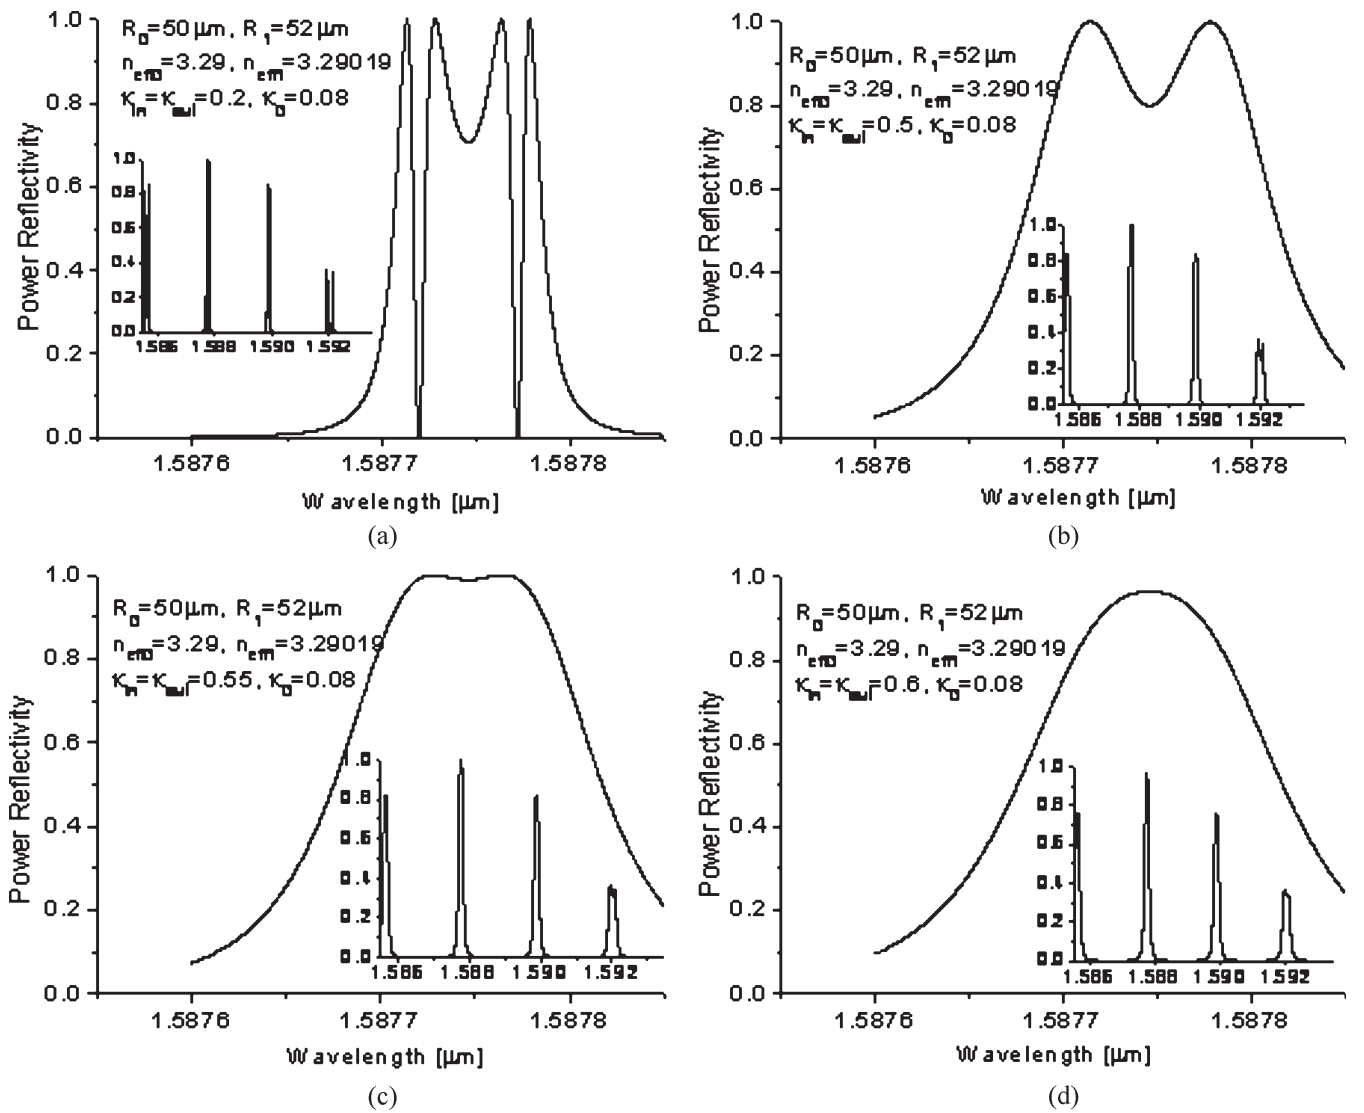 R0=50μm, R1=52μm
neff0=3.29, neff1=3.29019
κin=κout=0.2, κ0=0.08
Power Reflectivity
1.0
0.8
0.6
0.4
0.2
0.0
1.0
0.8
0.6
0.4
0.2
0.0
1.586 1.588 1.590 1.592
1.5876 1.5877 1.5878
Wavelength [μm]
(a)
R0=50μm, R1=52μm
neff0=3.29, neff1=3.29019
κin=κout=0.5, κ0=0.08
Power Reflectivity
1.0
0.8
0.6
0.4
0.2
0.0
1.0
0.8
0.6
0.4
0.2
0.0
1.586 1.588 1.590 1.592
1.5876 1.5877 1.5878
Wavelength [μm]
(b)
R0=50μm, R1=52μm
neff0=3.29, neff1=3.29019
κin=κout=0.55, κ0=0.08
Power Reflectivity
1.0
0.8
0.6
0.4
0.2
0.0
1.0
0.8
0.6
0.4
0.2
0.0
1.586 1.588 1.590 1.592
1.5876 1.5877 1.5878
Wavelength [μm]
(c)
R0=50μm, R1=52μm
neff0=3.29, neff1=3.29019
κin=κout=0.6, κ0=0.08
Power Reflectivity
1.0
0.8
0.6
0.4
0.2
0.0
1.0
0.8
0.6
0.4
0.2
0.0
1.586 1.588 1.590 1.592
1.5876 1.5877 1.5878
Wavelength [μm]
(d)